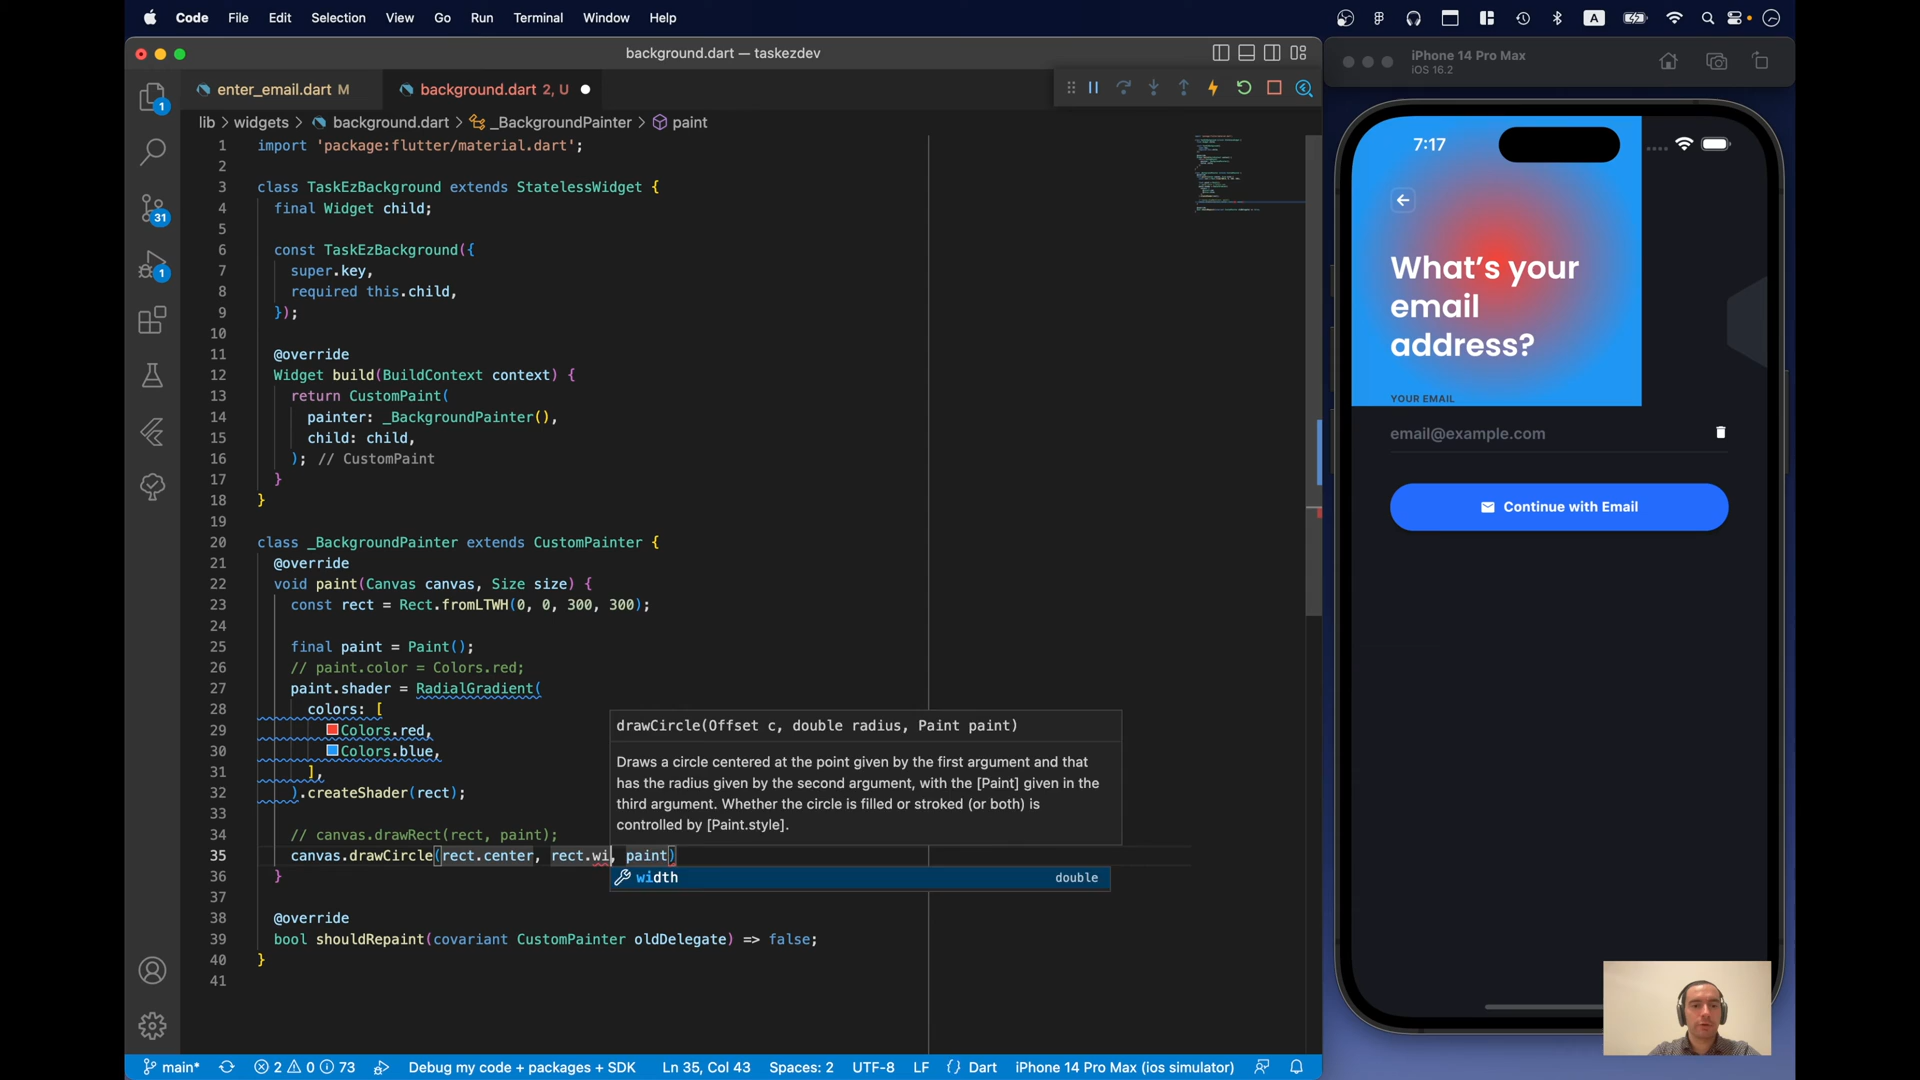 Code File Edit Selection View Go Run Terminal Window Help
A
background.dart — taskezdev
iPhone 14 Pro Max
iOS 16.2
enter_email.dart M
background.dart 2, U
lib > widgets > background.dart > _BackgroundPainter > paint
1 import 'package:flutter/material.dart';
2
3 class TaskEzBackground extends StatelessWidget {
4 final Widget child;
5
6 const TaskEzBackground({
7 super.key,
8 required this.child,
9 });
10
11 @override
12 Widget build(BuildContext context) {
13 return CustomPaint(
14 painter: _BackgroundPainter(),
15 child: child,
16 ); // CustomPaint
17 }
18 }
19
20 class _BackgroundPainter extends CustomPainter {
21 @override
22 void paint(Canvas canvas, Size size) {
23 const rect = Rect.fromLTWH(0, 0, 300, 300);
24
25 final paint = Paint();
26 // paint.color = Colors.red;
27 paint.shader = RadialGradient(
28 colors: [
29 Colors.red,
30 Colors.blue,
31 ],
32 ).createShader(rect);
33
34 // canvas.drawRect(rect, paint);
35 canvas.drawCircle(rect.center, rect.wi, paint)
36 }
37
38 @override
39 bool shouldRepaint(covariant CustomPainter oldDelegate) => false;
40 }
41
drawCircle(Offset c, double radius, Paint paint)
Draws a circle centered at the point given by the first argument and that
has the radius given by the second argument, with the [Paint] given in the
third argument. Whether the circle is filled or stroked (or both) is
controlled by [Paint.style].
width double
1
31
1
7:17
What's your
email
address?
YOUR EMAIL
email@example.com
Continue with Email
main* 2 0 73 Debug my code + packages + SDK Ln 35, Col 43 Spaces: 2 UTF-8 LF {} Dart iPhone 14 Pro Max (ios simulator)